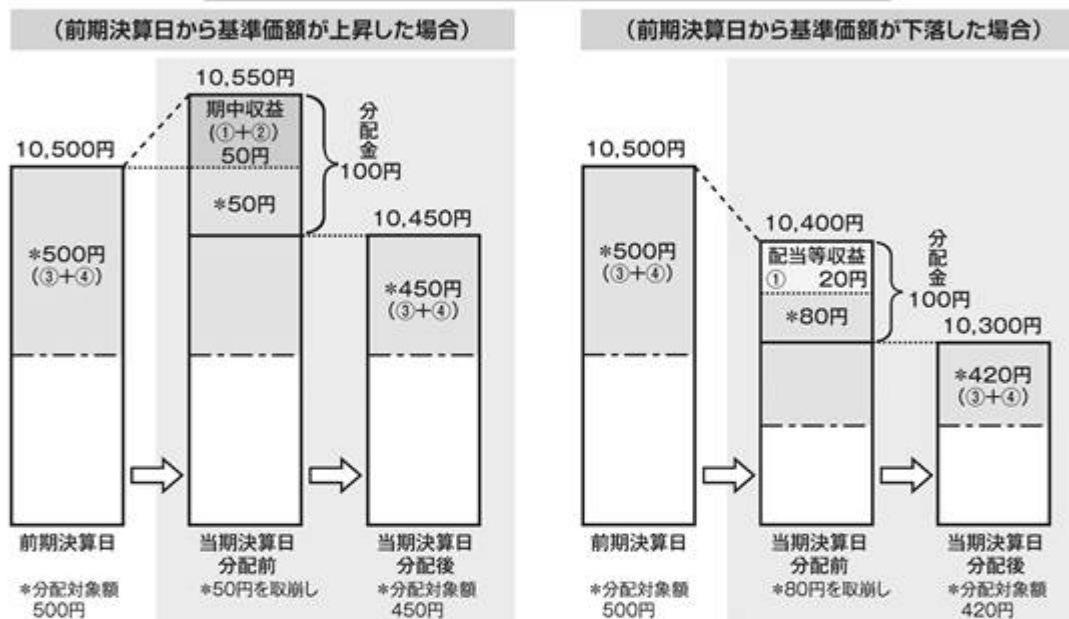 （前期決算日から基準価額が上昇した場合）
10,550円
期中収益
（①＋②）
50円
＊50円
分配金
100円
10,500円
＊500円
（③＋④）
10,450円
＊450円
（③＋④）
前期決算日
＊分配対象額
500円
当期決算日
分配前
＊50円を取崩し
当期決算日
分配後
＊分配対象額
450円
（前期決算日から基準価額が下落した場合）
10,500円
＊500円
（③＋④）
10,400円
配当等収益
① 20円
＊80円
分配金
100円
10,300円
＊420円
（③＋④）
前期決算日
＊分配対象額
500円
当期決算日
分配前
＊80円を取崩し
当期決算日
分配後
＊分配対象額
420円